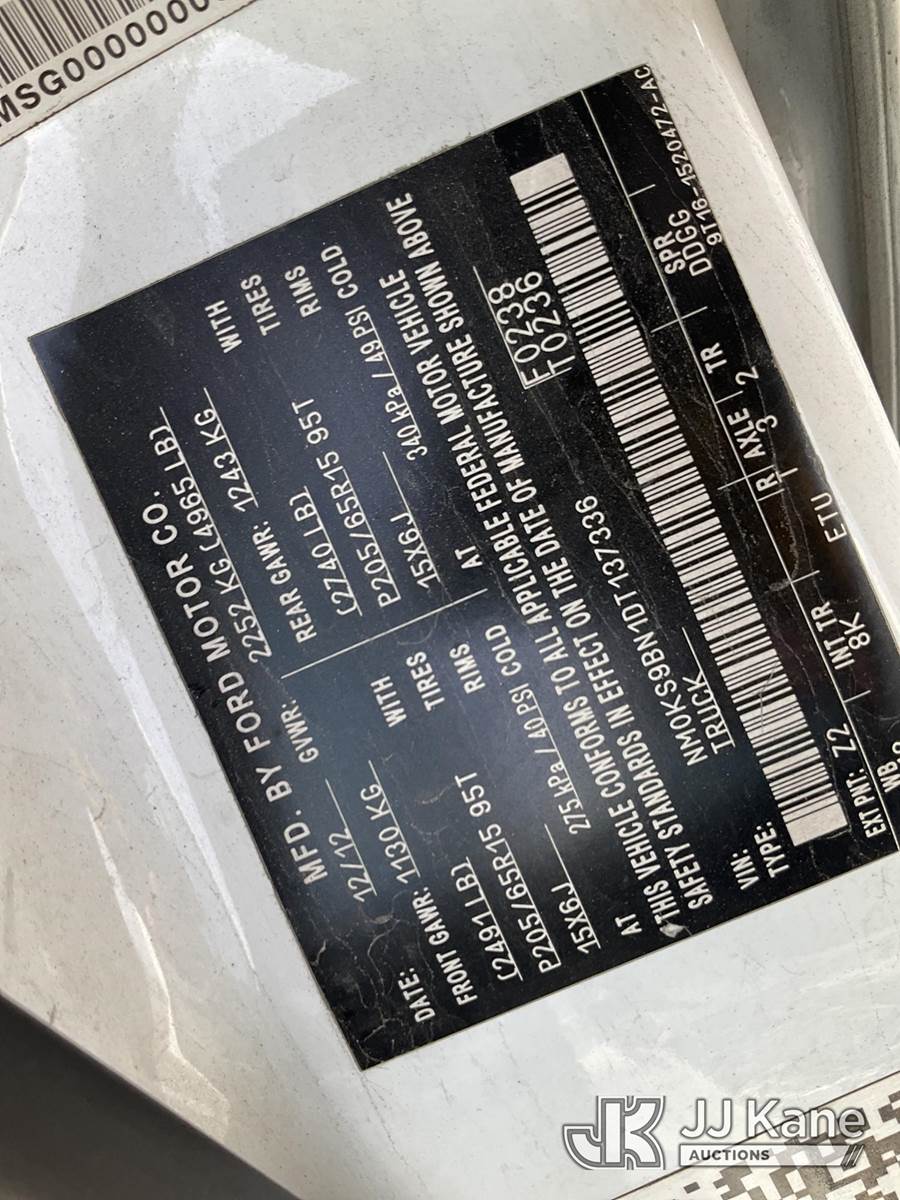 MSG0000000
MFD. BY FORD MOTOR CO.
DATE: 12/12 GVWR: 2252 KG (4965 LB)
FRONT GAWR: 1130 KG REAR GAWR: 1243 KG
(2491 LB) WITH (2740 LB) WITH
P205/65R15 95T TIRES P205/65R15 95T TIRES
15X6J RIMS 15X6J RIMS
AT 275 kPa/40 PSI COLD AT 340 kPa/49 PSI COLD
THIS VEHICLE CONFORMS TO ALL APPLICABLE FEDERAL MOTOR VEHICLE
SAFETY STANDARDS IN EFFECT ON THE DATE OF MANUFACTURE SHOWN ABOVE
VIN: NM0KS9BN1DT137336 F0238
TYPE: TRUCK T0236
EXT PNT: Z2 INT TR R AXLE TR SPR
WB 8K 3 2 DDGG
ETU 9T16-1520472-AC
JK JJ Kane
AUCTIONS